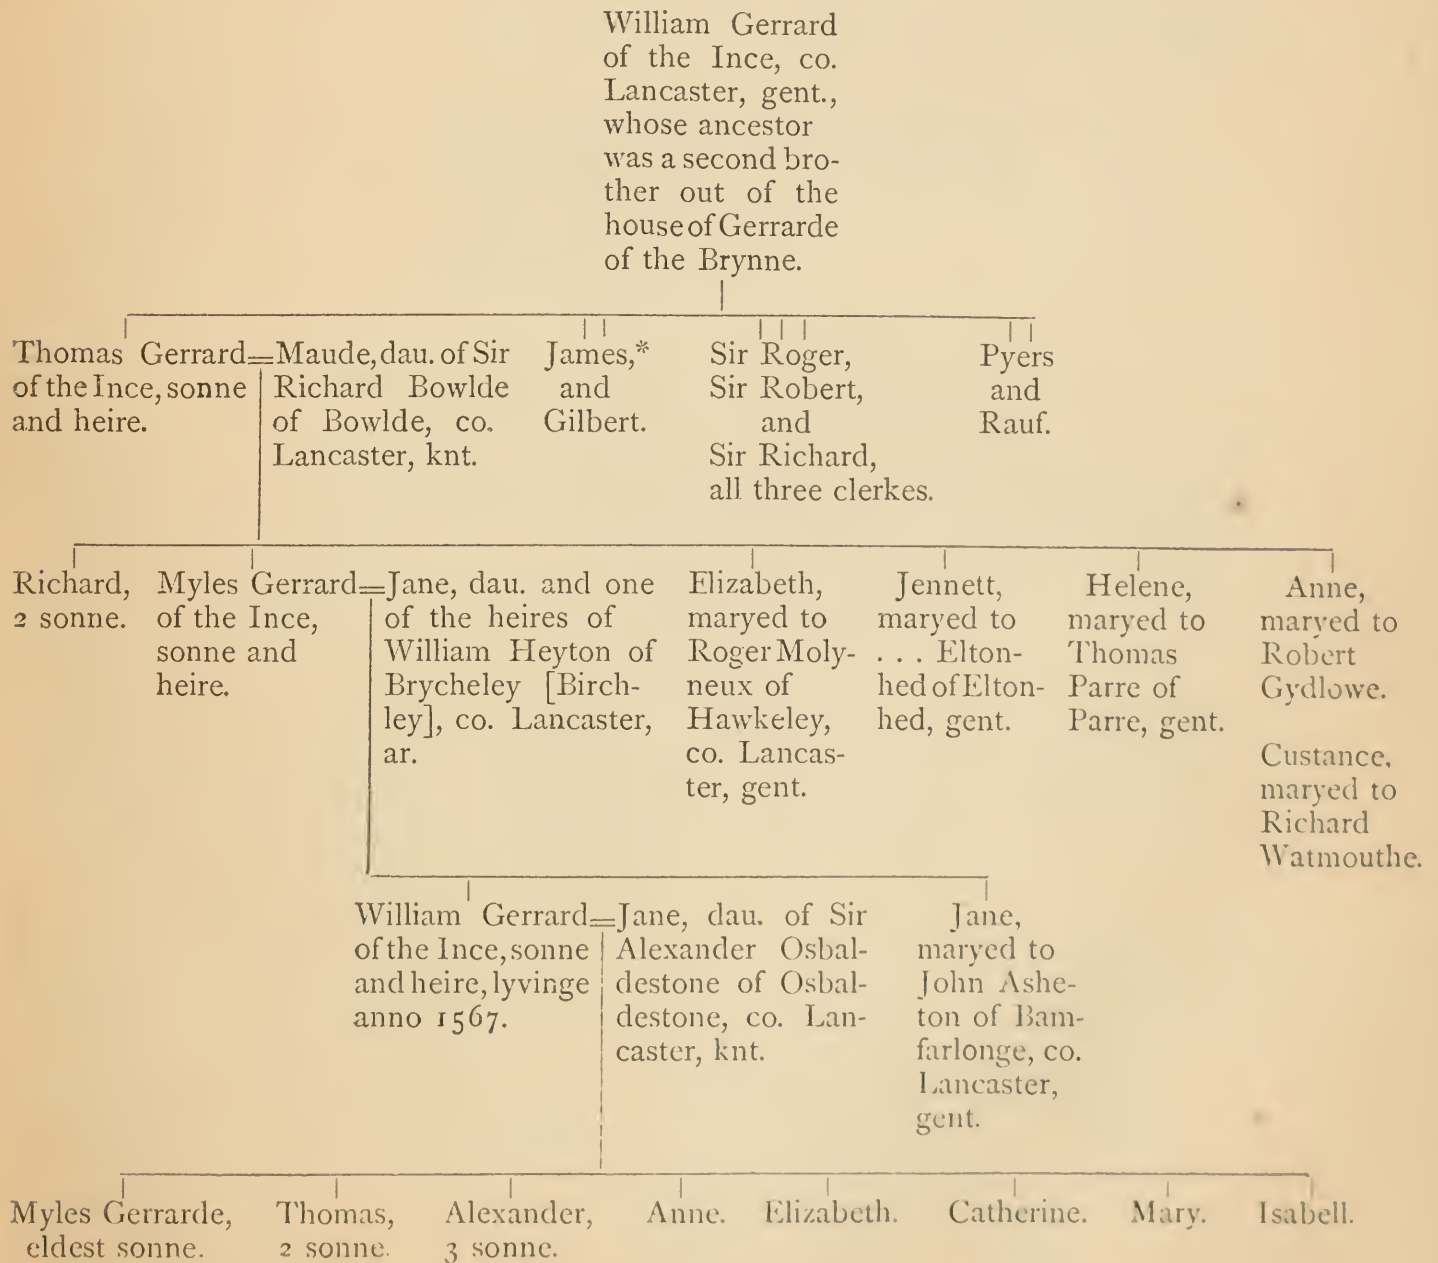 William Gerrard
of the Ince, co.
Lancaster, gent.,
whose ancestor
was a second bro-
ther out of the
house of Gerrarde
of the Brynne.
Thomas Gerrard=
of the Ince, sonne
and heire.
Maude, dau. of Sir
Richard Bowlde
of Bowlde, co.
Lancaster, knt.
James,*
and
Gilbert.
Sir Roger,
Sir Robert,
and
Sir Richard,
all three clerkes.
Pyers
and
Rauf.
Richard,
2 sonne.
Myles Gerrard=
of the Ince,
sonne and
heire.
Jane, dau. and one
of the heires of
William Heyton of
Brycheley [Birch-
ley], co. Lancaster,
ar.
Elizabeth,
maryed to
Roger Moly-
neux of
Hawkeley,
co. Lancas-
ter, gent.
Jennett,
maryed to
. . . Elton-
hed of Elton-
hed, gent.
Helene,
maryed to
Thomas
Parre of
Parre, gent.
Anne,
maryed to
Robert
Gydlowe.
Custance,
maryed to
Richard
Watmouthe.
William Gerrard=
of the Ince, sonne
and heire, lyvinge
anno 1567.
Jane, dau. of Sir
Alexander Osbal-
destone of Osbal-
destone, co. Lan-
caster, knt.
Jane,
maryed to
John Ashe-
ton of Bam-
farlonge, co.
Lancaster,
gent.
Myles Gerrarde,
eldest sonne.
Thomas,
2 sonne.
Alexander,
3 sonne.
Anne.
Elizabeth.
Catherine.
Mary.
Isabell.